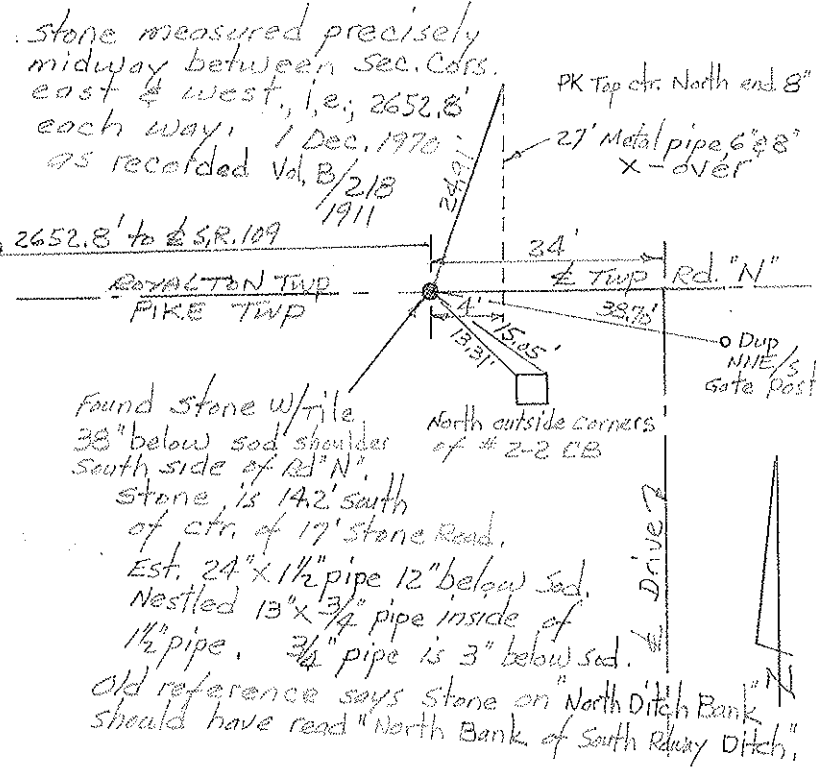 stone measured precisely
midway between Sec. Cors.
east & west, i.e.; 2652.8'
each way. 1 Dec. 1970
as recorded Vol. B/218
1911
PK Top ctr. North end 8"
27' Metal pipe 6" & 8"
X-over
24.91
2652.8' to ℄ S.R. 109
34'
ROYALTON TWP
PIKE TWP
℄ TWP Rd. "N"
4'
38.70'
13.31'
15.05'
Dup
NNE/S
Gate Post
Found Stone W/Tile
38" below sod shoulder
South side of Rd "N".
North outside corners
of # 2-2 CB
Stone is 14.2' south
of ctr. of 17' Stone Road.
Est. 24" X 1½" pipe 12" below Sod.
Nestled 13" X ¾" pipe inside of
1½" pipe. ¾" pipe is 3" below sod.
℄ Drive
Old reference says Stone on "North Ditch Bank"
should have read "North Bank of South Rdway Ditch".